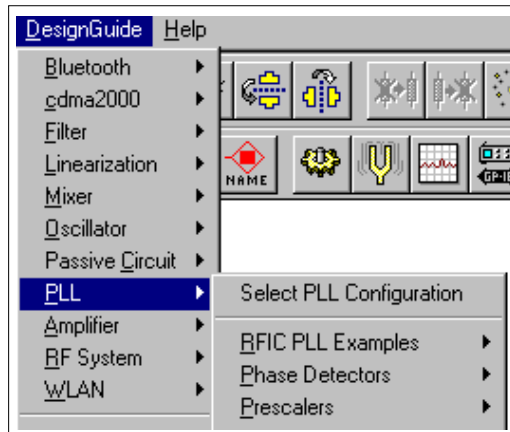 DesignGuide Help
Bluetooth
cdma2000
Filter
Linearization
NAME
Mixer
Oscillator
Passive Circuit
PLL
Select PLL Configuration
Amplifier
RFIC PLL Examples
RF System
Phase Detectors
WLAN
Prescalers